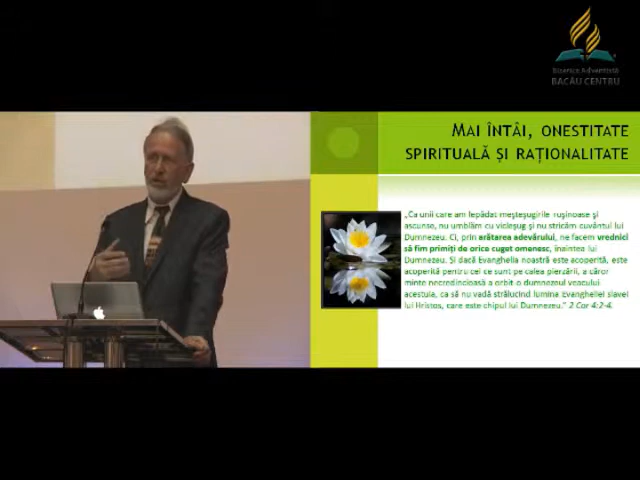 Biserica Adventistă
BACĂU CENTRU
MAI ÎNTÂI, ONESTITATE
SPIRITUALĂ ȘI RAȚIONALITATE
„Ca unii care am lepădat meșteșugirile rușinoase și
ascunse, nu umblăm cu vicleșug și nu stricăm cuvântul lui
Dumnezeu. Ci, prin arătarea adevărului, ne facem vrednici
să fim primiți de orice cuget omenesc, înaintea lui
Dumnezeu. Și dacă Evanghelia noastră este acoperită, este
acoperită pentru cei ce sunt pe calea pierzării, a căror
minte necredincioasă a orbit-o dumnezeul veacului
acestuia, ca să nu vadă strălucind lumina Evangheliei slavei
lui Hristos, care este chipul lui Dumnezeu.” 2 Cor 4:2-4.